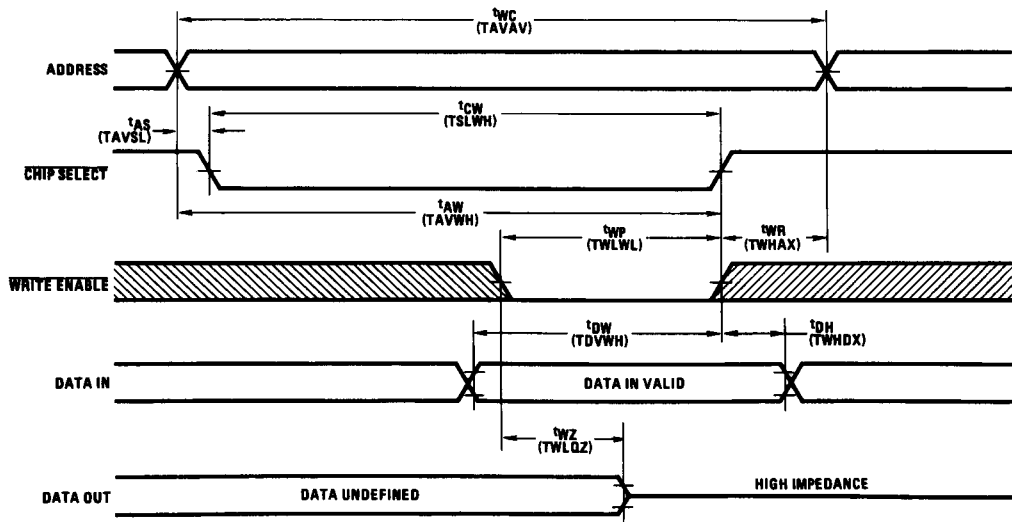 tWC
(TAVAV)
ADDRESS
tCW
(TSLWH)
tAS
(TAVSL)
CHIP SELECT
tAW
(TAVWH)
tWP
(TWLWL)
tWR
(TWHAX)
WRITE ENABLE
tDW
(TDVWH)
tDH
(TWHDX)
DATA IN
DATA IN VALID
tWZ
(TWLQZ)
DATA OUT
DATA UNDEFINED
HIGH IMPEDANCE